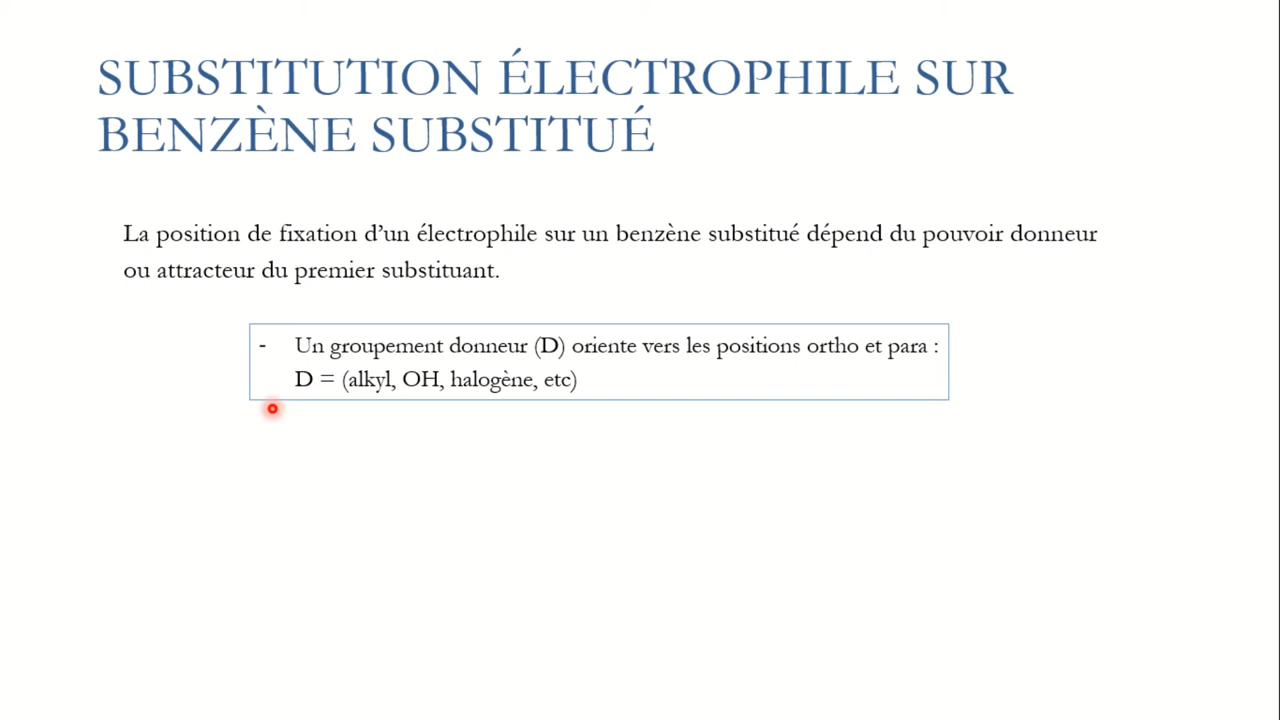 SUBSTITUTION ÉLECTROPHILE SUR
BENZÈNE SUBSTITUÉ
La position de fixation d’un électrophile sur un benzène substitué dépend du pouvoir donneur
ou attracteur du premier substituant.
- Un groupement donneur (D) oriente vers les positions ortho et para :
D = (alkyl, OH, halogène, etc)